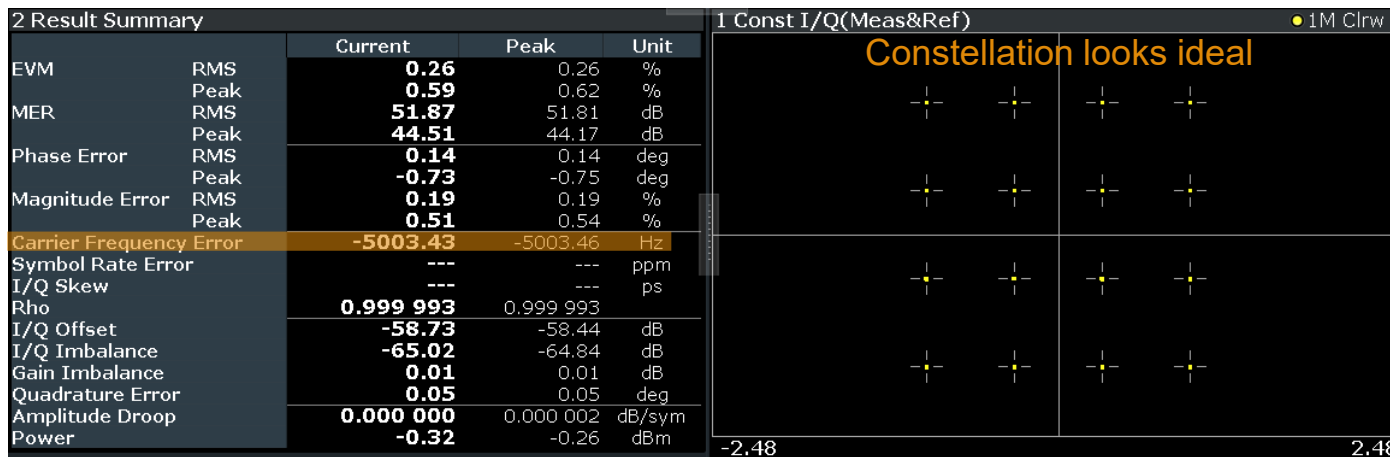 2 Result Summary
Current Peak Unit
EVM RMS 0.26 0.26 %
Peak 0.59 0.62 %
MER RMS 51.87 51.81 dB
Peak 44.51 44.17 dB
Phase Error RMS 0.14 0.14 deg
Peak -0.73 -0.75 deg
Magnitude Error RMS 0.19 0.19 %
Peak 0.51 0.54 %
Carrier Frequency Error -5003.43 -5003.46 Hz
Symbol Rate Error --- --- ppm
I/Q Skew --- --- ps
Rho 0.999 993 0.999 993
I/Q Offset -58.73 -58.44 dB
I/Q Imbalance -65.02 -64.84 dB
Gain Imbalance 0.01 0.01 dB
Quadrature Error 0.05 0.05 deg
Amplitude Droop 0.000 000 0.000 002 dB/sym
Power -0.32 -0.26 dBm
1 Const I/Q(Meas&Ref) 1M Clrw
Constellation looks ideal
-2.48 2.48